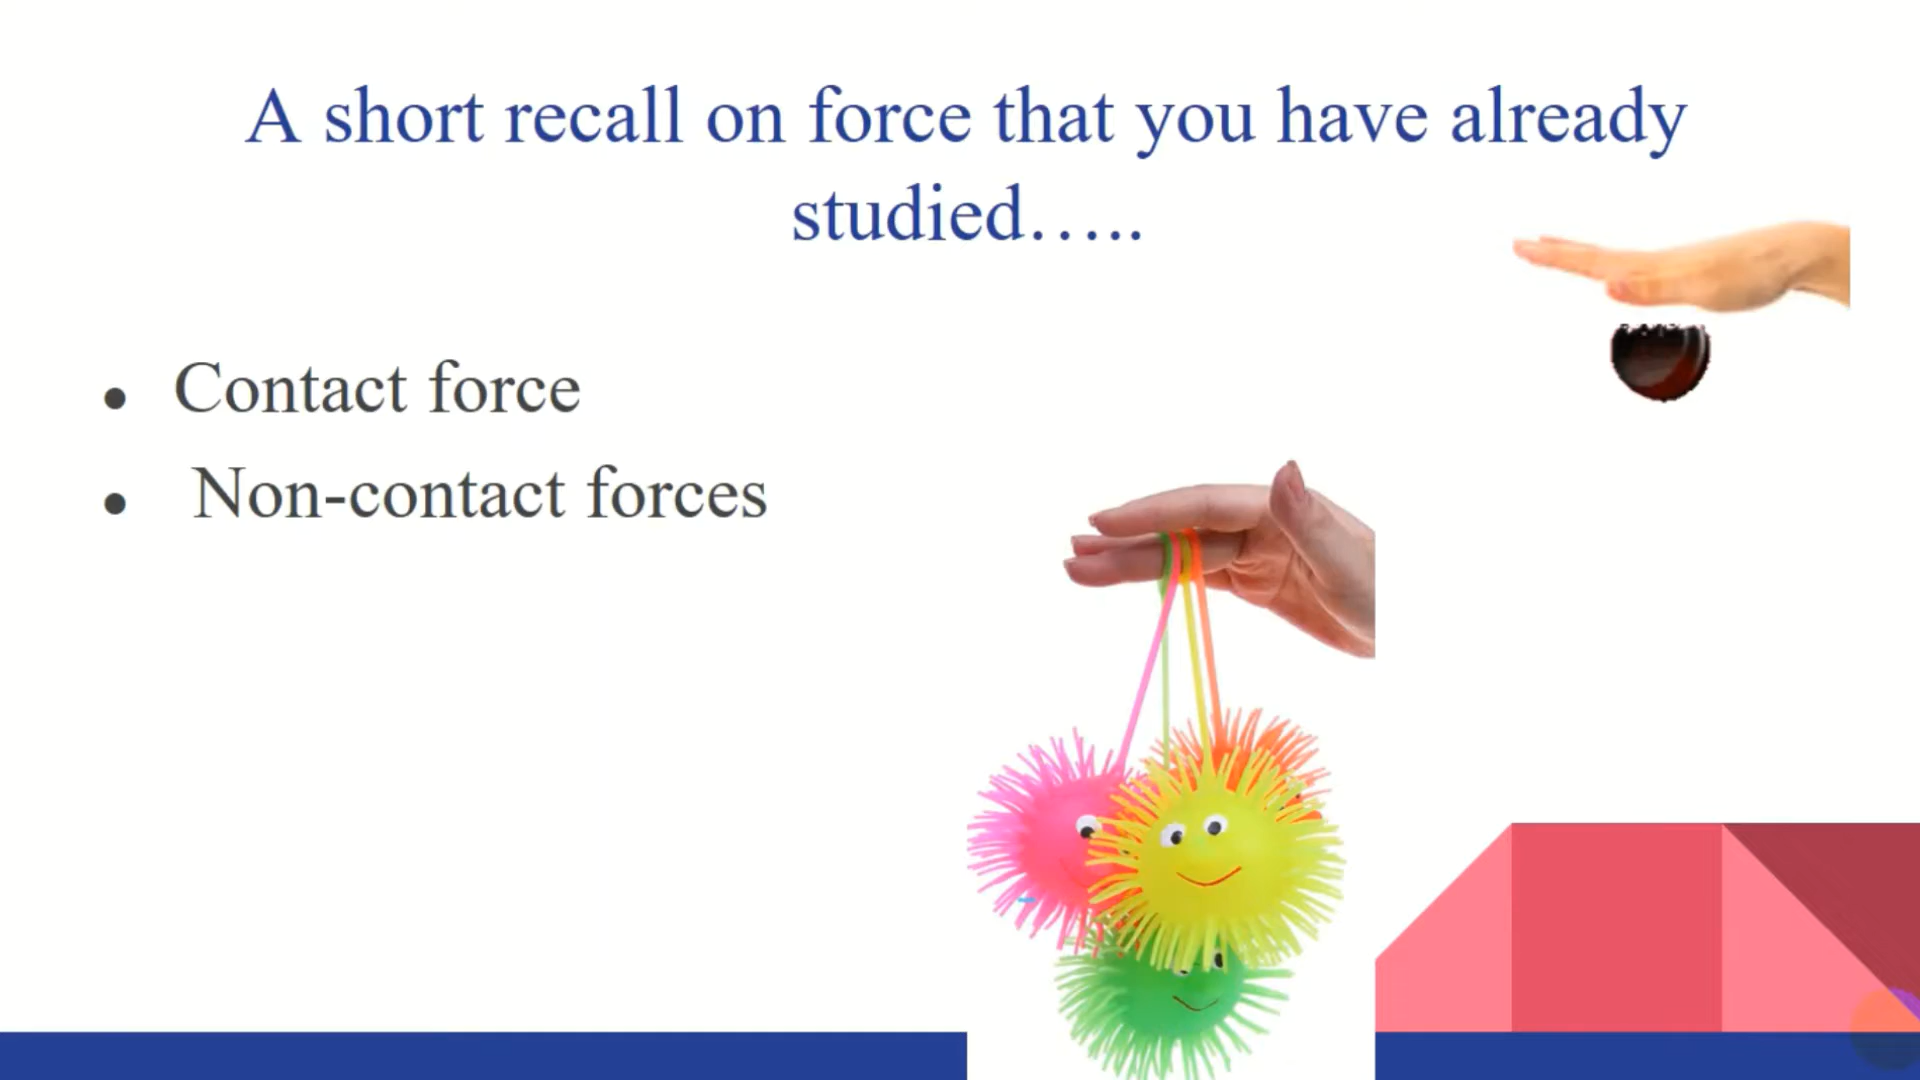 A short recall on force that you have already
studied…..
● Contact force
● Non-contact forces